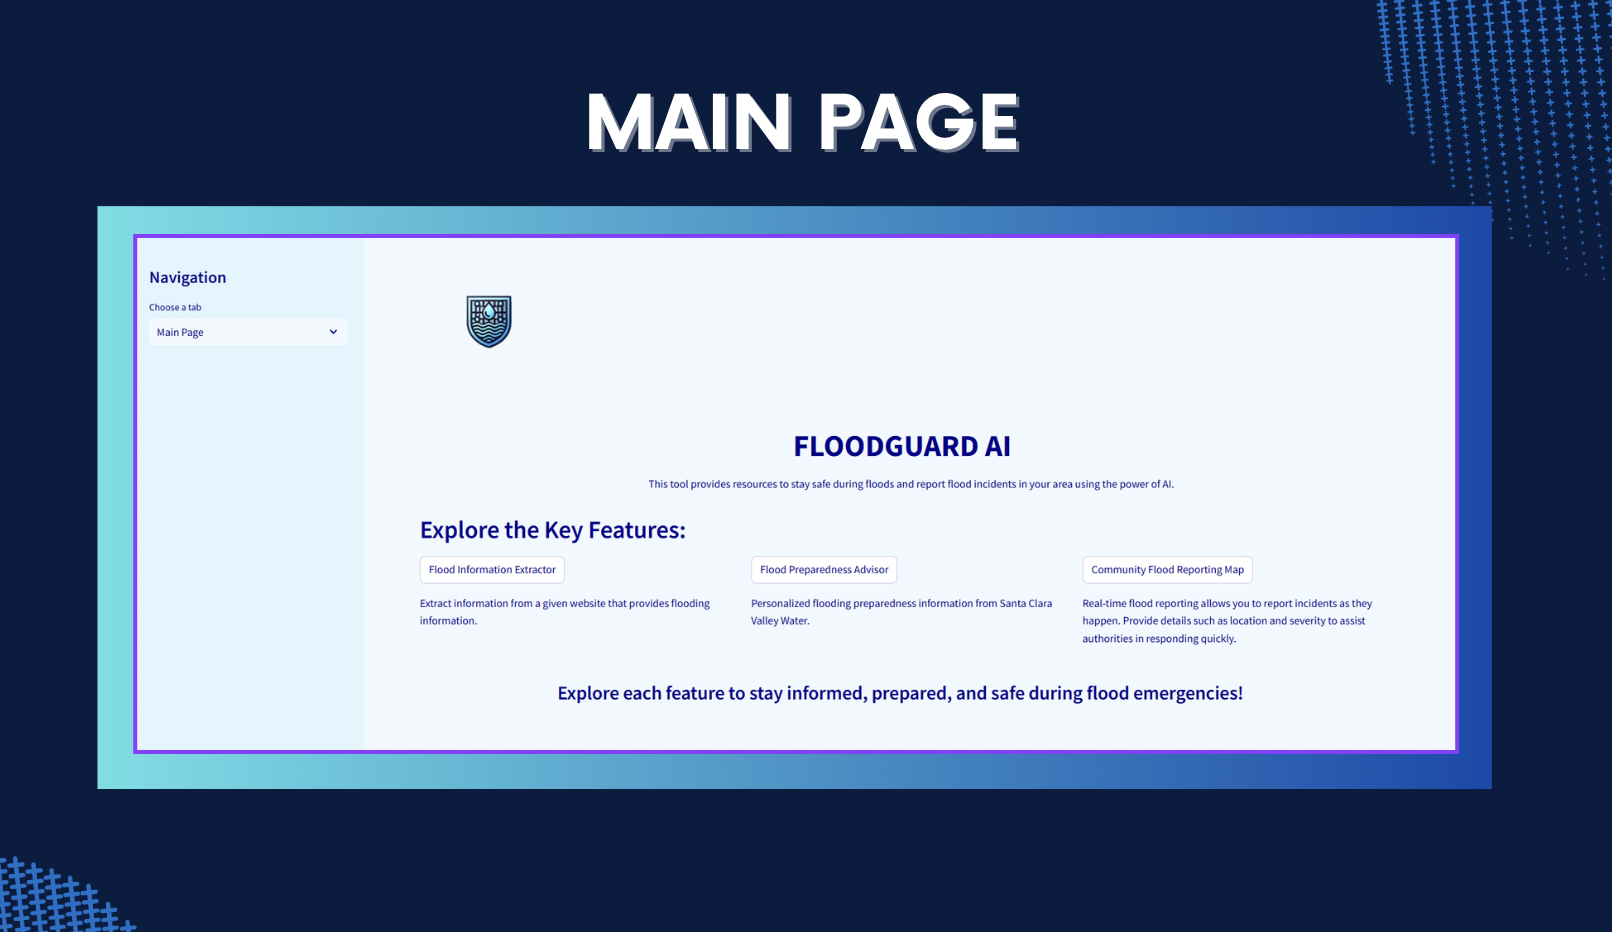 MAIN PAGE
Navigation
Choose a tab
Main Page
FLOODGUARD AI
This tool provides resources to stay safe during floods and report flood incidents in your area using the power of AI.
Explore the Key Features:
Flood Information Extractor
Extract information from a given website that provides flooding
information.
Flood Preparedness Advisor
Personalized flooding preparedness information from Santa Clara
Valley Water.
Community Flood Reporting Map
Real-time flood reporting allows you to report incidents as they
happen. Provide details such as location and severity to assist
authorities in responding quickly.
Explore each feature to stay informed, prepared, and safe during flood emergencies!